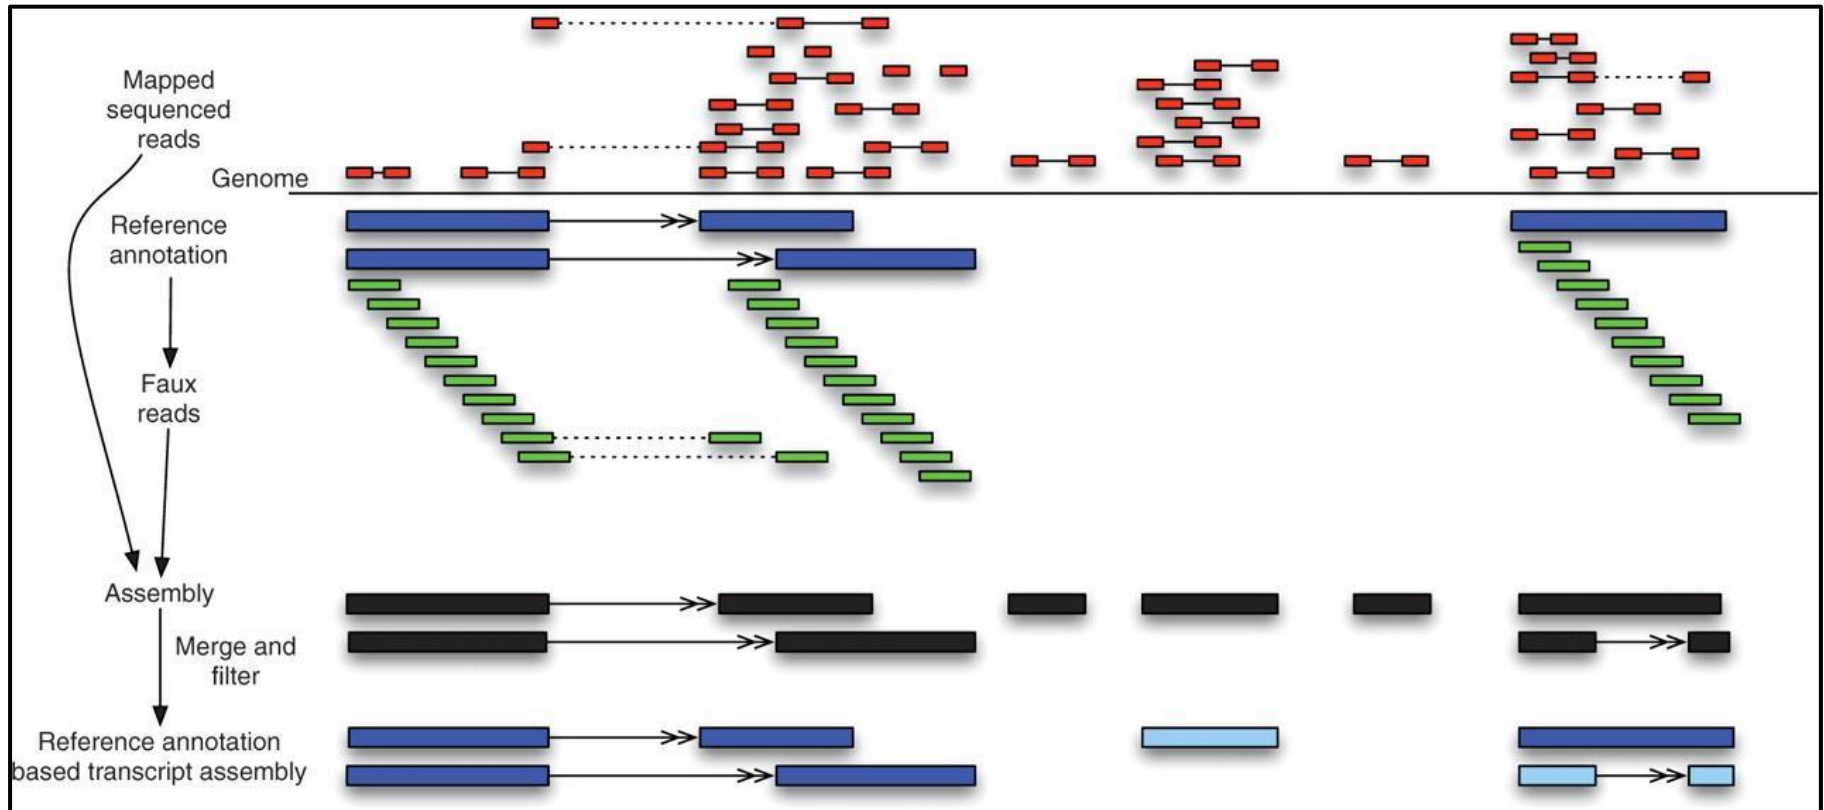 Mapped
sequenced
reads
Genome
Reference
annotation
Faux
reads
Assembly
Merge and
filter
Reference annotation
based transcript assembly